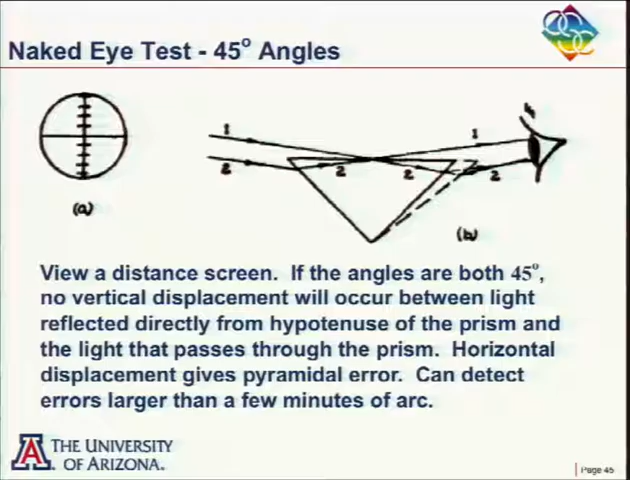 Naked Eye Test - 45° Angles
1
2
2
2
1
2
(a)
(b)
View a distance screen. If the angles are both 45°,
no vertical displacement will occur between light
reflected directly from hypotenuse of the prism and
the light that passes through the prism. Horizontal
displacement gives pyramidal error. Can detect
errors larger than a few minutes of arc.
A
THE UNIVERSITY
OF ARIZONA.
Page 45